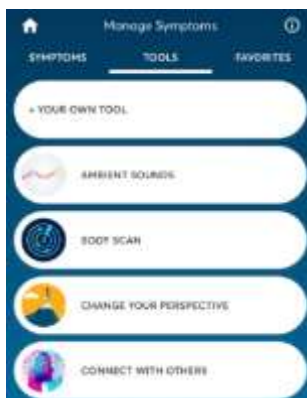 Manage Symptoms
SYMPTOMS TOOLS FAVORITES
+ YOUR OWN TOOL
AMBIENT SOUNDS
BODY SCAN
CHANGE YOUR PERSPECTIVE
CONNECT WITH OTHERS